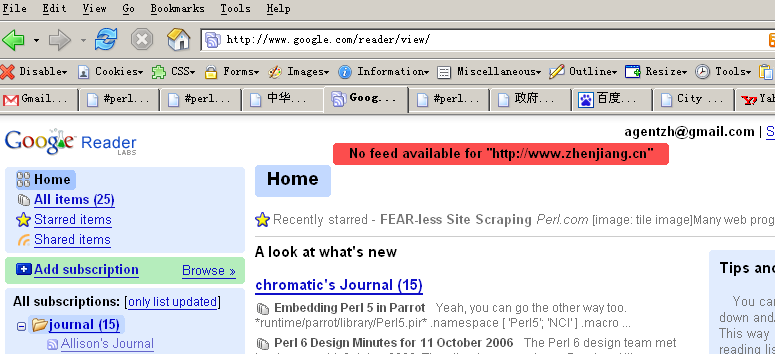 File Edit View Go Bookmarks Tools Help
http://www.google.com/reader/view/
Disable Cookies CSS Forms Images Information Miscellaneous Outline Resize Tools
Gmail... #perl... #perl... 中华... Goog... #perl... 政府... 百度... City ... Yah
agentzh@gmail.com | S
Google Reader
LABS
No feed available for "http://www.zhenjiang.cn"
Home
All items (25)
Starred items
Shared items
Add subscription Browse »
All subscriptions: [only list updated]
journal (15)
Allison's Journal
Home
Recently starred - FEAR-less Site Scraping Perl.com [image: tile image]Many web prog
A look at what's new
chromatic's Journal (15)
Embedding Perl 5 in Parrot Yeah, you can go the other way too.
*runtime/parrot/library/Perl5.pir* .namespace [ 'Perl5'; 'NCI' ] .macro ...
Perl 6 Design Minutes for 11 October 2006 The Perl 6 design team met
Tips and
You can
down and/
This way
reading lis